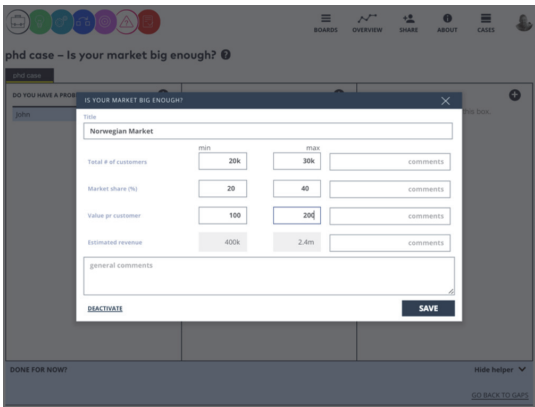 BOARDS OVERVIEW SHARE ABOUT CASES
phd case – Is your market big enough? ?
phd case
DO YOU HAVE A PROB
John
this box.
IS YOUR MARKET BIG ENOUGH?
Title
Norwegian Market
min max
Total # of customers 20k 30k comments
Market share (%) 20 40 comments
Value pr customer 100 200 comments
Estimated revenue 400k 2.4m comments
general comments
DEACTIVATE SAVE
DONE FOR NOW? Hide helper
GO BACK TO GAPS